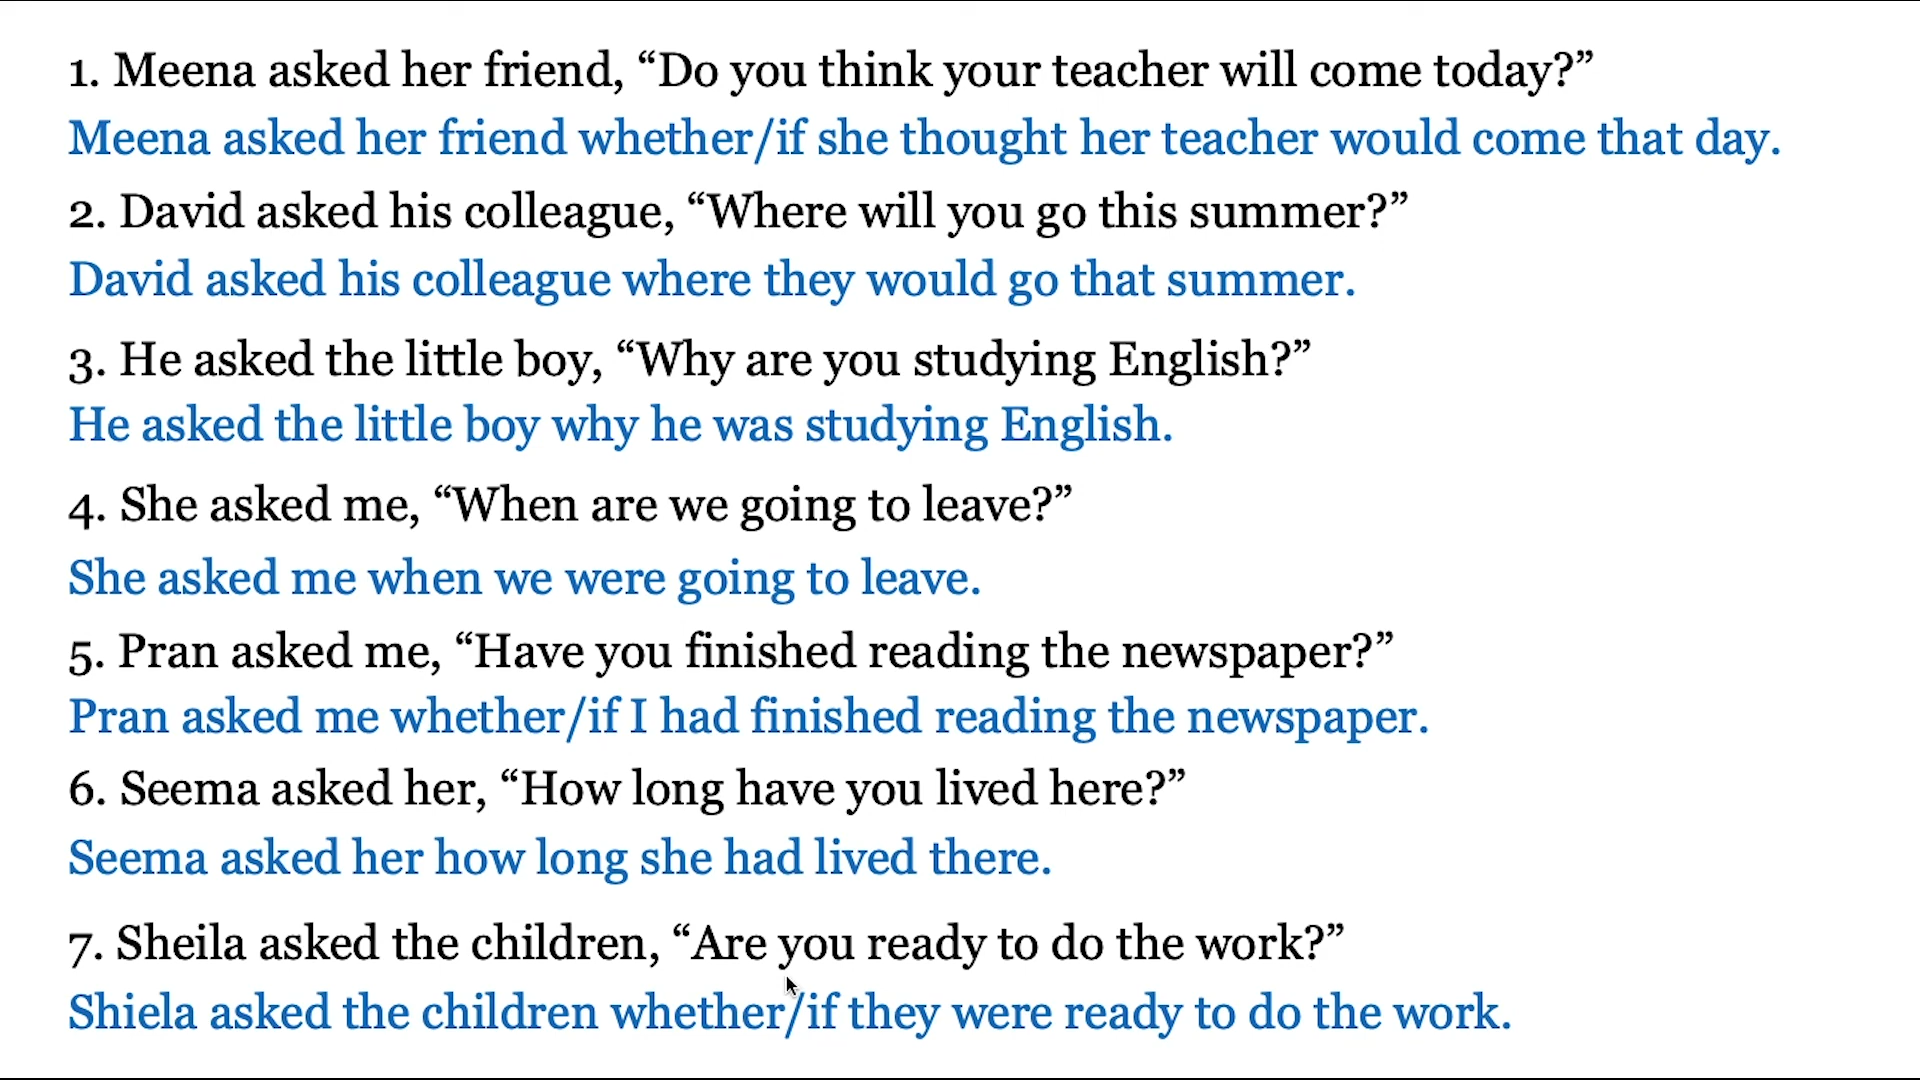 1. Meena asked her friend, “Do you think your teacher will come today?”
Meena asked her friend whether/if she thought her teacher would come that day.
2. David asked his colleague, “Where will you go this summer?”
David asked his colleague where they would go that summer.
3. He asked the little boy, “Why are you studying English?”
He asked the little boy why he was studying English.
4. She asked me, “When are we going to leave?”
She asked me when we were going to leave.
5. Pran asked me, “Have you finished reading the newspaper?”
Pran asked me whether/if I had finished reading the newspaper.
6. Seema asked her, “How long have you lived here?”
Seema asked her how long she had lived there.
7. Sheila asked the children, “Are you ready to do the work?”
Shiela asked the children whether/if they were ready to do the work.